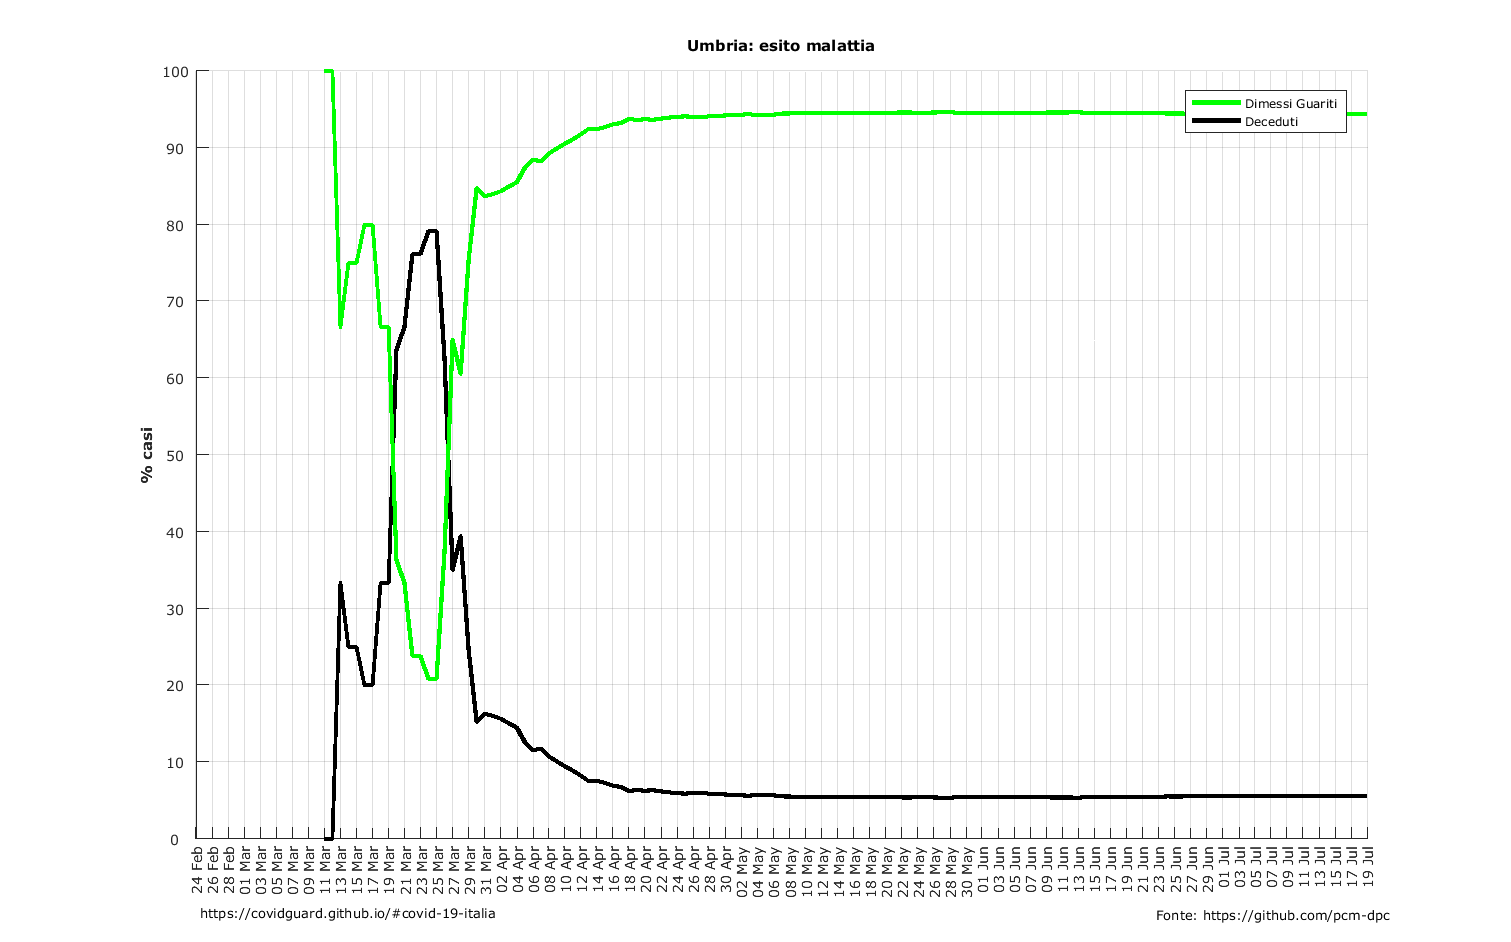 Umbria: esito malattia
% casi
100
90
80
70
60
50
40
30
20
10
0
Dimessi Guariti
Deceduti
24 Feb
26 Feb
28 Feb
01 Mar
03 Mar
05 Mar
07 Mar
09 Mar
11 Mar
13 Mar
15 Mar
17 Mar
19 Mar
21 Mar
23 Mar
25 Mar
27 Mar
29 Mar
31 Mar
02 Apr
04 Apr
06 Apr
08 Apr
10 Apr
12 Apr
14 Apr
16 Apr
18 Apr
20 Apr
22 Apr
24 Apr
26 Apr
28 Apr
30 Apr
02 May
04 May
06 May
08 May
10 May
12 May
14 May
16 May
18 May
20 May
22 May
24 May
26 May
28 May
30 May
01 Jun
03 Jun
05 Jun
07 Jun
09 Jun
11 Jun
13 Jun
15 Jun
17 Jun
19 Jun
21 Jun
23 Jun
25 Jun
27 Jun
29 Jun
01 Jul
03 Jul
05 Jul
07 Jul
09 Jul
11 Jul
13 Jul
15 Jul
17 Jul
19 Jul
https://covidguard.github.io/#covid-19-italia
Fonte: https://github.com/pcm-dpc